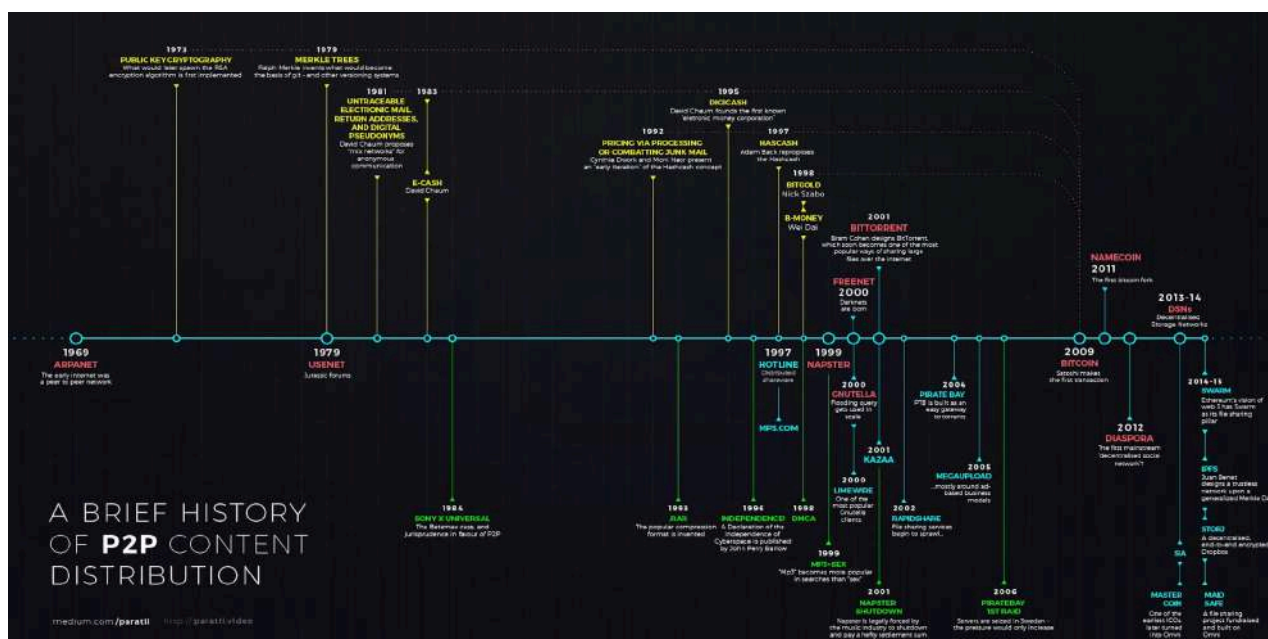 1973
PUBLIC KEY CRYPTOGRAPHY
What would later spawn the RSA
encryption algorithm is first implemented
1979
MERKLE TREES
Ralph Merkle invents what would become
the basis of git - and other versioning systems
1981
UNTRACEABLE
ELECTRONIC MAIL,
RETURN ADDRESSES,
AND DIGITAL
PSEUDONYMS
David Chaum proposes
"mix networks" for
anonymous
communication
1983
E-CASH
David Chaum
1992
PRICING VIA PROCESSING
OR COMBATTING JUNK MAIL
Cynthia Dwork and Moni Naor present
an "early iteration" of the Hashcash concept
1995
DIGICASH
David Chaum founds the first known
"eletronic money corporation"
1997
HASCASH
Adam Back reproposes
the Hashcash
1998
BITGOLD
Nick Szabo
B-MONEY
Wei Dai
2001
BITTORRENT
Bram Cohen designs BitTorrent,
which soon becomes one of the most
popular ways of sharing large
files over the internet
FREENET
2000
Darknets
are born
NAMECOIN
2011
The first bitcoin fork
2013-14
DSNs
Decentralised
Storage Networks
1969
ARPANET
The early internet was
a peer to peer network
1979
USENET
Jurassic forums
1997
HOTLINE
Distributed
shareware
MP3.COM
1999
NAPSTER
2000
GNUTELLA
Flooding query
gets used in
scale
2000
LIMEWIRE
One of the
most popular
Gnutella
clients
2001
KAZAA
2002
RAPIDSHARE
File sharing services
begin to sprawl...
2004
PIRATE BAY
PTB is built as an
easy gateway
to torrents
2005
MEGAUPLOAD
...mostly around ad-
based business
models
2009
BITCOIN
Satoshi makes
the first transaction
2012
DIASPORA
The first mainstream
"decentralised social
network"?
2014-15
SWARM
Ethereum's vision of
web 3 has Swarm
as its file sharing
pillar
IPFS
Juan Benet
designs a trustless
network upon a
generalized Merkle D
STORJ
A decentralised,
end-to-end encrypted
Dropbox
SIA
MASTER
COIN
One of the
earliest ICOs
later turned
into Omni
MAID
SAFE
A file sharing
project fundraised
and built on
Omni
1984
SONY X UNIVERSAL
The Betamax case, and
jurisprudence in favour of P2P
1993
.RAR
The popular compression
format is invented
1996
INDEPENDENCE!
A Declaration of the
Independence of
Cyberspace is published
by John Perry Barlow
1998
DMCA
1999
MP3>SEX
"Mp3" becomes more popular
in searches than "sex"
2001
NAPSTER
SHUTDOWN
Napster is legally forced by
the music industry to shutdown
and pay a hefty settlement sum
2006
PIRATEBAY
1ST RAID
Servers are seized in Sweden -
the pressure would only increase
A BRIEF HISTORY
OF P2P CONTENT
DISTRIBUTION
medium.com/paratii http://paratii.video